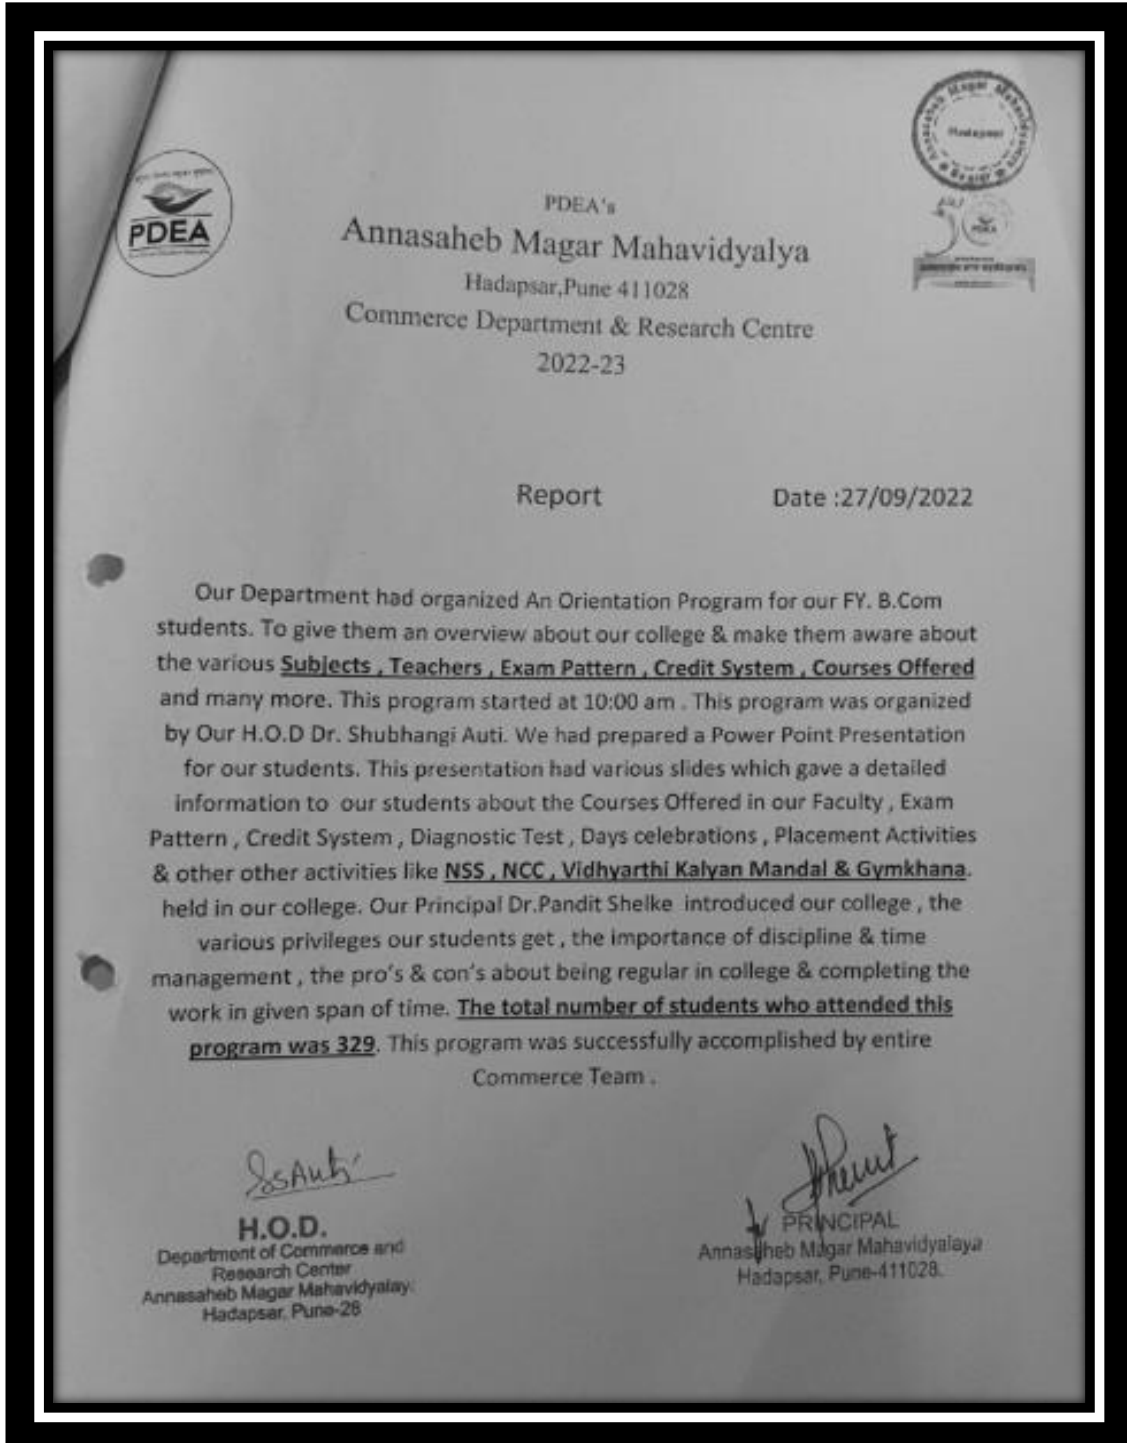 Annasaheb Magar Mahavidyalaya
Hadapsar
PDEA
PDEA
PDEA's
Annasaheb Magar Mahavidyalya
Hadapsar,Pune 411028
Commerce Department & Research Centre
2022-23
Report Date :27/09/2022
Our Department had organized An Orientation Program for our FY. B.Com
students. To give them an overview about our college & make them aware about
the various Subjects , Teachers , Exam Pattern , Credit System , Courses Offered
and many more. This program started at 10:00 am . This program was organized
by Our H.O.D Dr. Shubhangi Auti. We had prepared a Power Point Presentation
for our students. This presentation had various slides which gave a detailed
information to our students about the Courses Offered in our Faculty , Exam
Pattern , Credit System , Diagnostic Test , Days celebrations , Placement Activities
& other other activities like NSS , NCC , Vidhyarthi Kalyan Mandal & Gymkhana.
held in our college. Our Principal Dr.Pandit Shelke introduced our college , the
various privileges our students get , the importance of discipline & time
management , the pro's & con's about being regular in college & completing the
work in given span of time. The total number of students who attended this
program was 329. This program was successfully accomplished by entire
Commerce Team .
SSAuti
H.O.D.
Department of Commerce and
Research Center
Annasaheb Magar Mahavidyalay.
Hadapsar, Pune-28
PRINCIPAL
Annasaheb Magar Mahavidyalaya
Hadapsar, Pune-411028.